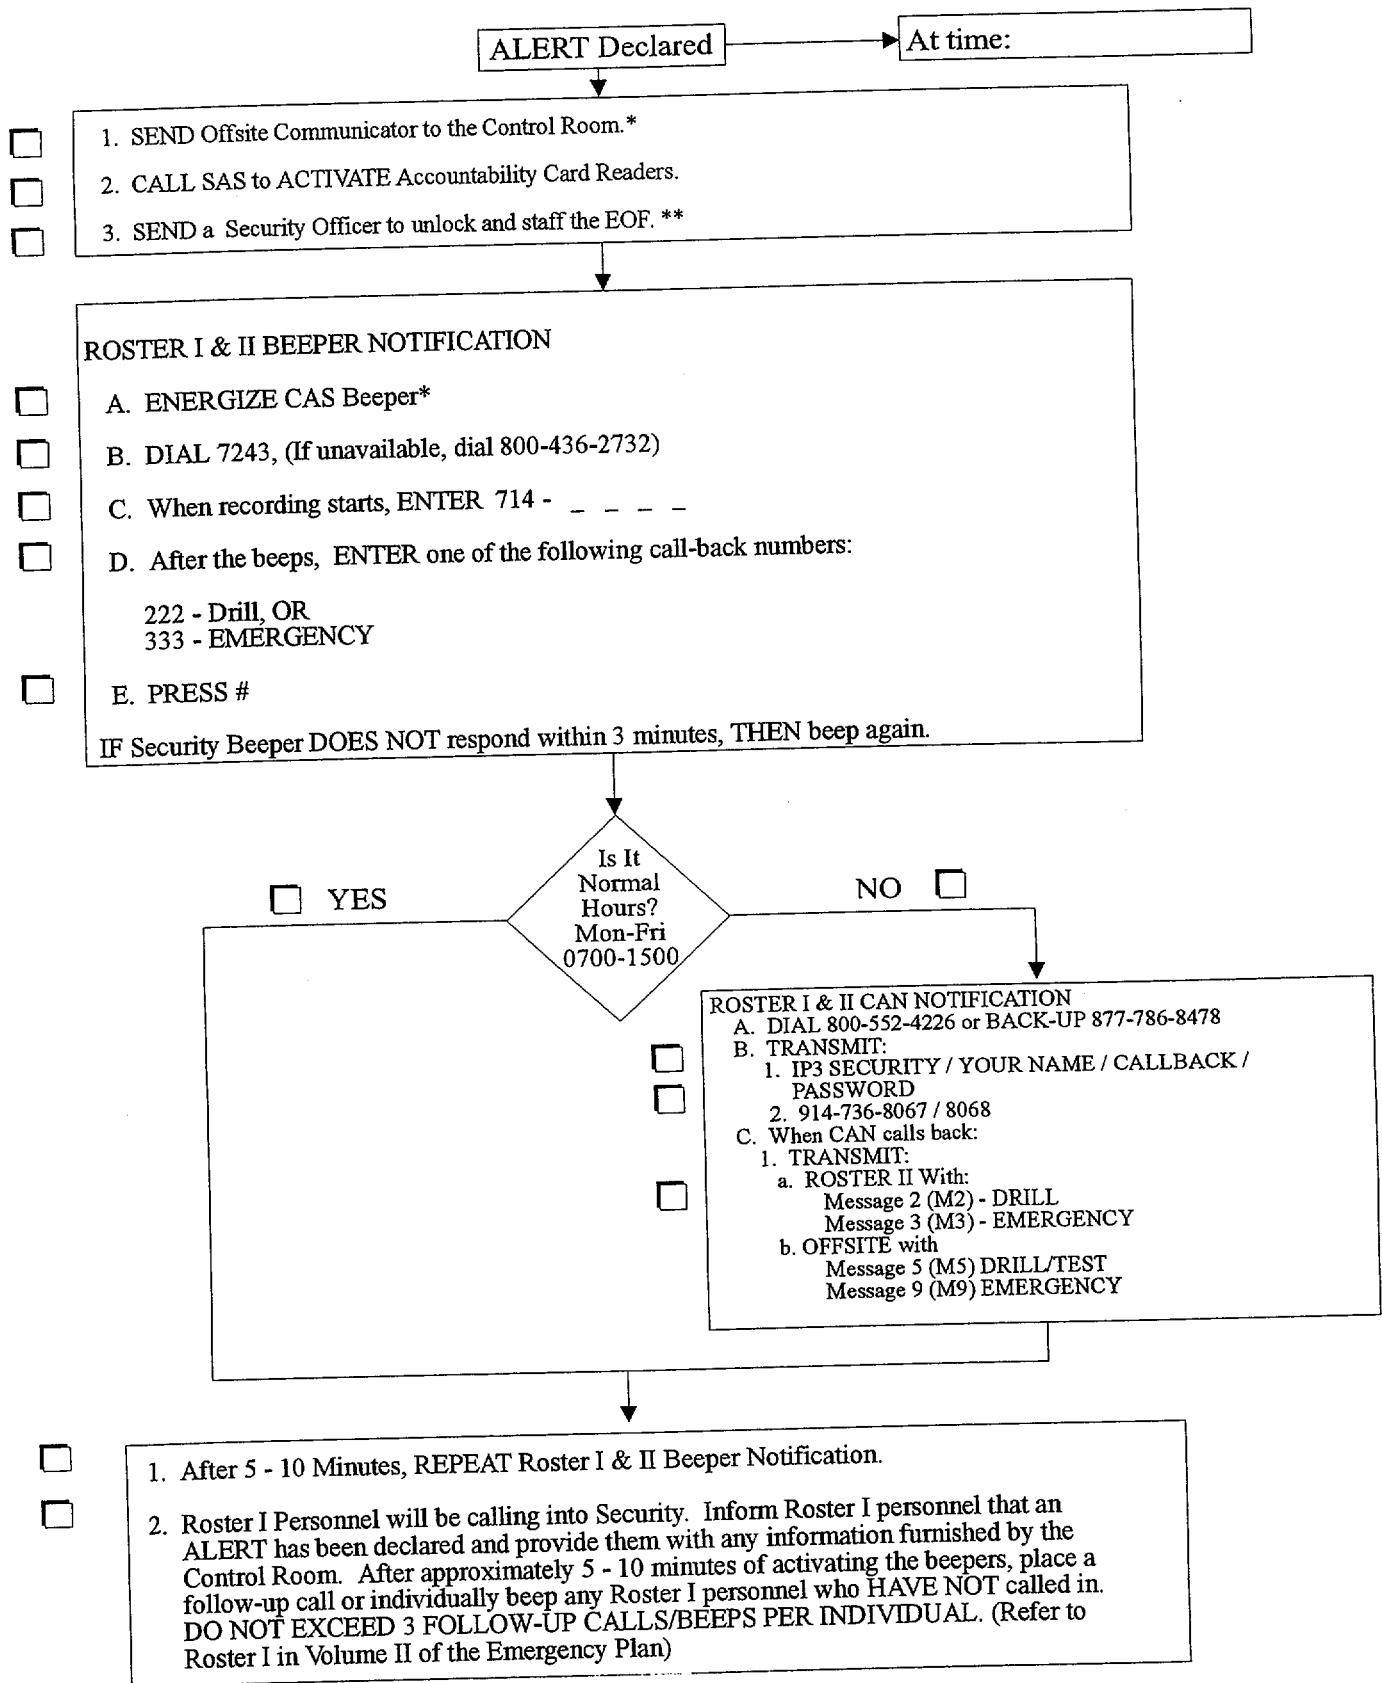 ALERT Declared
At time:
1. SEND Offsite Communicator to the Control Room.*
2. CALL SAS to ACTIVATE Accountability Card Readers.
3. SEND a Security Officer to unlock and staff the EOF. **
ROSTER I & II BEEPER NOTIFICATION
A. ENERGIZE CAS Beeper*
B. DIAL 7243, (If unavailable, dial 800-436-2732)
C. When recording starts, ENTER 714 - _ _ _ _
D. After the beeps, ENTER one of the following call-back numbers:
222 - Drill, OR
333 - EMERGENCY
E. PRESS #
IF Security Beeper DOES NOT respond within 3 minutes, THEN beep again.
Is It
Normal
Hours?
Mon-Fri
0700-1500
YES
NO
ROSTER I & II CAN NOTIFICATION
A. DIAL 800-552-4226 or BACK-UP 877-786-8478
B. TRANSMIT:
1. IP3 SECURITY / YOUR NAME / CALLBACK /
PASSWORD
2. 914-736-8067 / 8068
C. When CAN calls back:
1. TRANSMIT:
a. ROSTER II With:
Message 2 (M2) - DRILL
Message 3 (M3) - EMERGENCY
b. OFFSITE with
Message 5 (M5) DRILL/TEST
Message 9 (M9) EMERGENCY
1. After 5 - 10 Minutes, REPEAT Roster I & II Beeper Notification.
2. Roster I Personnel will be calling into Security. Inform Roster I personnel that an
ALERT has been declared and provide them with any information furnished by the
Control Room. After approximately 5 - 10 minutes of activating the beepers, place a
follow-up call or individually beep any Roster I personnel who HAVE NOT called in.
DO NOT EXCEED 3 FOLLOW-UP CALLS/BEEPS PER INDIVIDUAL. (Refer to
Roster I in Volume II of the Emergency Plan)